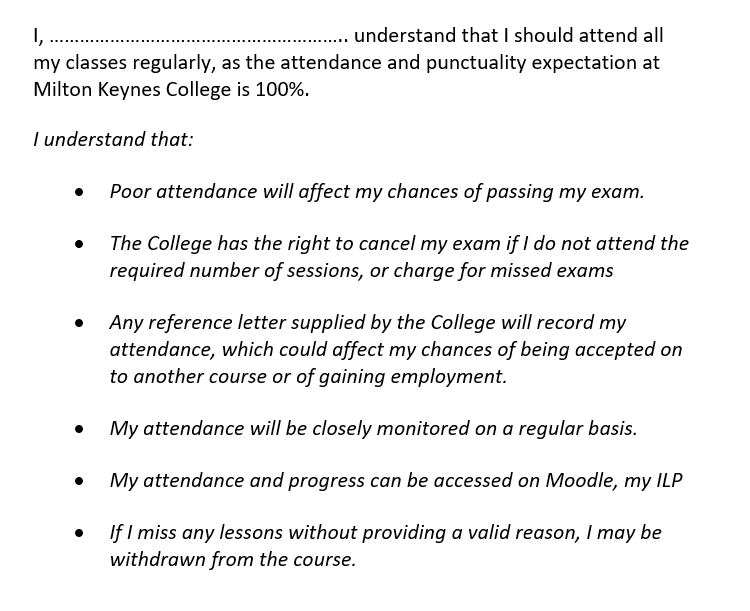 I, ……………………………………………….. understand that I should attend all
my classes regularly, as the attendance and punctuality expectation at
Milton Keynes College is 100%.
I understand that:
• Poor attendance will affect my chances of passing my exam.
• The College has the right to cancel my exam if I do not attend the
required number of sessions, or charge for missed exams
• Any reference letter supplied by the College will record my
attendance, which could affect my chances of being accepted on
to another course or of gaining employment.
• My attendance will be closely monitored on a regular basis.
• My attendance and progress can be accessed on Moodle, my ILP
• If I miss any lessons without providing a valid reason, I may be
withdrawn from the course.